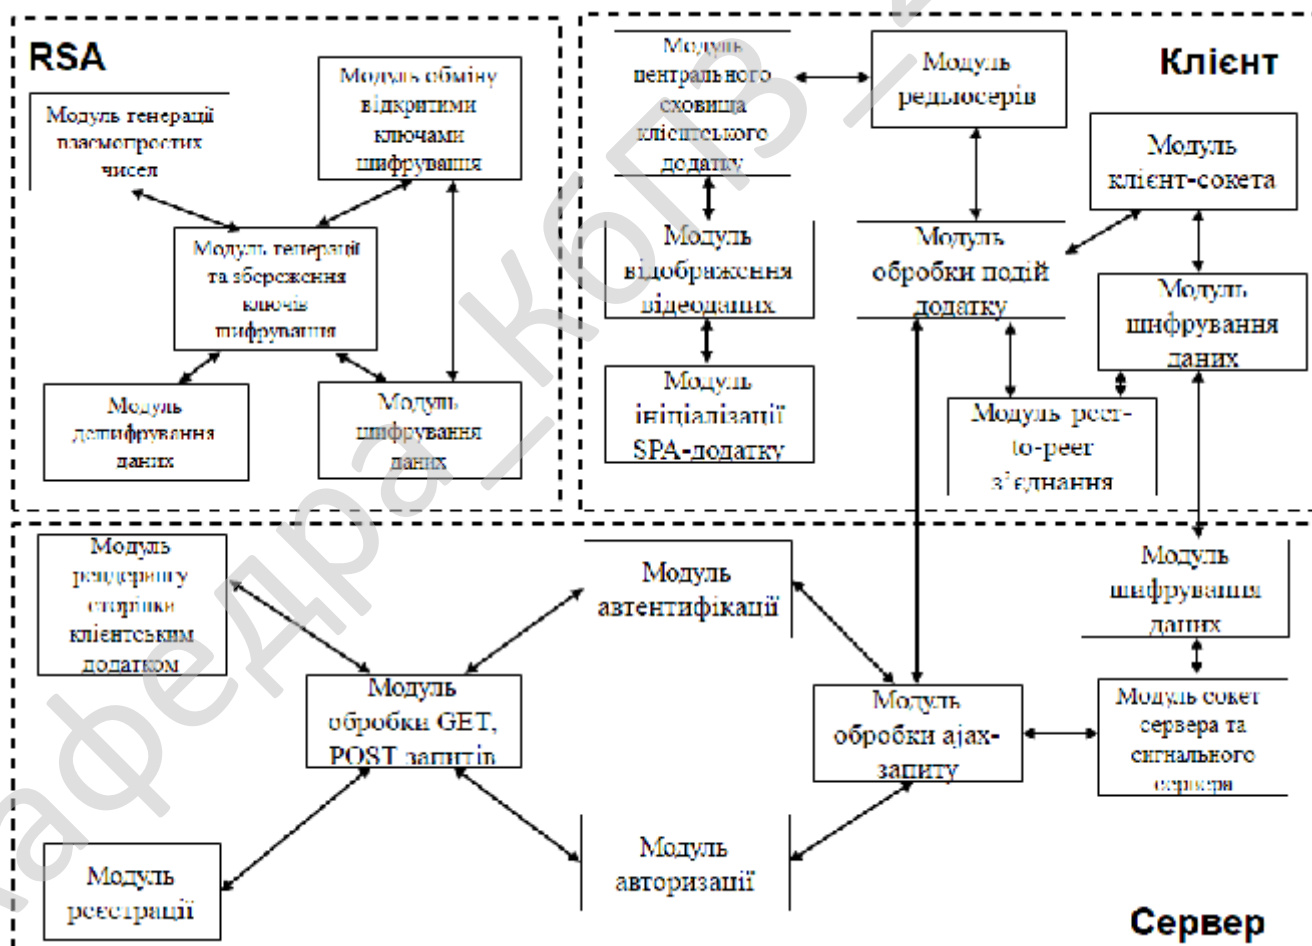 RSA
Модуль генерації
взаємопростих
чисел
Модуль обміну
відкритими
ключами
шифрування
Модуль генерації
та збереження
ключів
шифрування
Модуль
дешифрування
даних
Модуль
шифрування
даних
Клієнт
Модуль
центрального
сховища
клієнтського
додатку
Модуль
редьюсерів
Модуль
клієнт-сокета
Модуль
відображення
відеоданих
Модуль
обробки подій
додатку
Модуль
шифрування
даних
Модуль
ініціалізації
SPA-додатку
Модуль peer-
to-peer
з'єднання
Модуль
рендерингу
сторінки
клієнтським
додатком
Модуль
автентифікації
Модуль
шифрування
даних
Модуль
обробки GET,
POST запитів
Модуль
обробки ajax-
запиту
Модуль сокет
сервера та
сигнального
сервера
Модуль
реєстрації
Модуль
авторизації
Сервер
кафедра_КбПЗ_